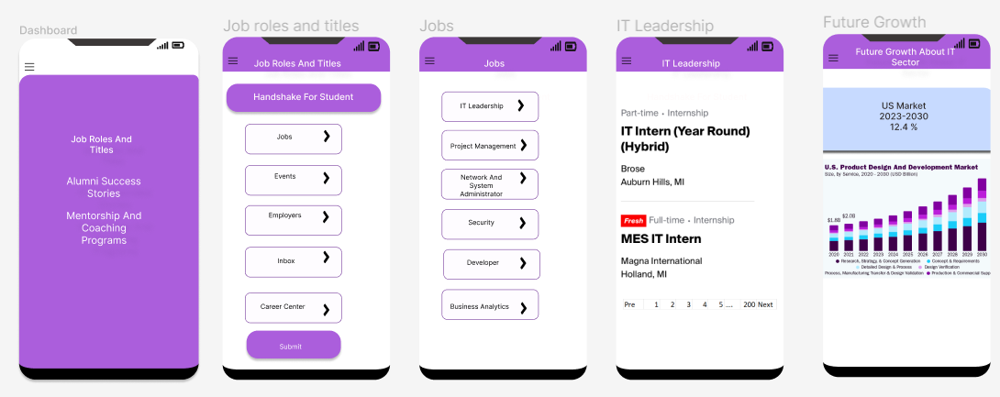 Dashboard
Job Roles And
Titles
Alumni Success
Stories
Mentorship And
Coaching
Programs
Job roles and titles
Job Roles And Titles
Handshake For Student
Jobs
Events
Employers
Inbox
Career Center
Submit
Jobs
Jobs
IT Leadership
Project Management
Network And
System
Administrator
Security
Developer
Business Analytics
IT Leadership
IT Leadership
Part-time • Internship
IT Intern (Year Round)
(Hybrid)
Brose
Auburn Hills, MI
Fresh Full-time • Internship
MES IT Intern
Magna International
Holland, MI
Pre 1 2 3 4 5 .... 200 Next
Future Growth
Future Growth About IT
Sector
US Market
2023-2030
12.4 %
U.S. Product Design And Development Market
Size, by Service, 2020 - 2030 (USD Billion)
$1.8B $2.0B
2020 2021 2022 2023 2024 2025 2026 2027 2028 2029 2030
Research, Strategy, & Concept Generation Concept & Requirements
Detailed Design & Process Design Verification
Process, Manufacturing Transfer & Design Validation Production & Commercial Supp